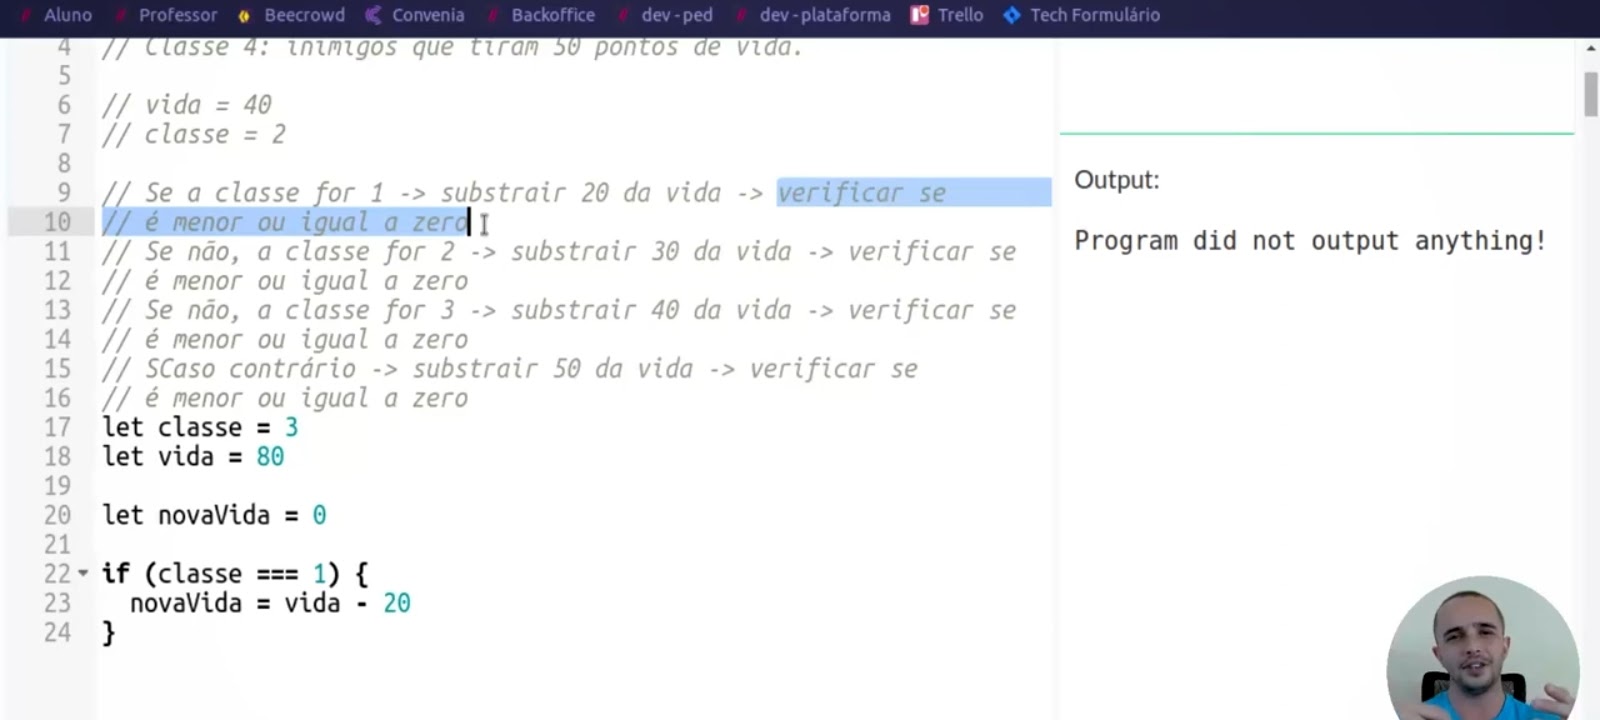 Aluno Professor Beecrowd Convenia Backoffice dev-ped dev-plataforma Trello Tech Formulário
4 // Classe 4: inimigos que tiram 50 pontos de vida.
5
6 // vida = 40
7 // classe = 2
8
9 // Se a classe for 1 -> substrair 20 da vida -> verificar se
10 // é menor ou igual a zero
11 // Se não, a classe for 2 -> substrair 30 da vida -> verificar se
12 // é menor ou igual a zero
13 // Se não, a classe for 3 -> substrair 40 da vida -> verificar se
14 // é menor ou igual a zero
15 // SCaso contrário -> substrair 50 da vida -> verificar se
16 // é menor ou igual a zero
17 let classe = 3
18 let vida = 80
19
20 let novaVida = 0
21
22 if (classe === 1) {
23 novaVida = vida - 20
24 }
Output:
Program did not output anything!